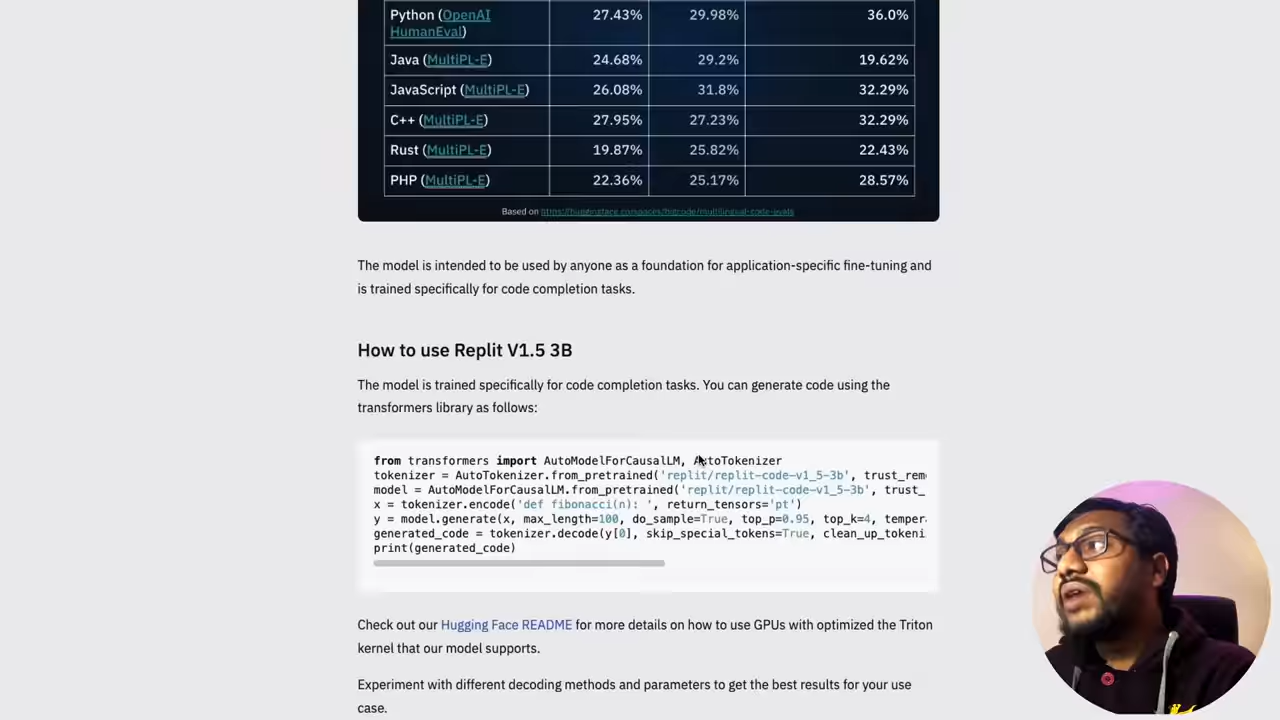 Python (OpenAI 27.43% 29.98% 36.0%
HumanEval)
Java (MultiPL-E) 24.68% 29.2% 19.62%
JavaScript (MultiPL-E) 26.08% 31.8% 32.29%
C++ (MultiPL-E) 27.95% 27.23% 32.29%
Rust (MultiPL-E) 19.87% 25.82% 22.43%
PHP (MultiPL-E) 22.36% 25.17% 28.57%
Based on https://huggingface.co/spaces/bigcode/multilingual-code-evals
The model is intended to be used by anyone as a foundation for application-specific fine-tuning and
is trained specifically for code completion tasks.
How to use Replit V1.5 3B
The model is trained specifically for code completion tasks. You can generate code using the
transformers library as follows:
from transformers import AutoModelForCausalLM, AutoTokenizer
tokenizer = AutoTokenizer.from_pretrained('replit/replit-code-v1_5-3b', trust_rem
model = AutoModelForCausalLM.from_pretrained('replit/replit-code-v1_5-3b', trust_
x = tokenizer.encode('def fibonacci(n): ', return_tensors='pt')
y = model.generate(x, max_length=100, do_sample=True, top_p=0.95, top_k=4, temper
generated_code = tokenizer.decode(y[0], skip_special_tokens=True, clean_up_tokeni
print(generated_code)
Check out our Hugging Face README for more details on how to use GPUs with optimized the Triton
kernel that our model supports.
Experiment with different decoding methods and parameters to get the best results for your use
case.